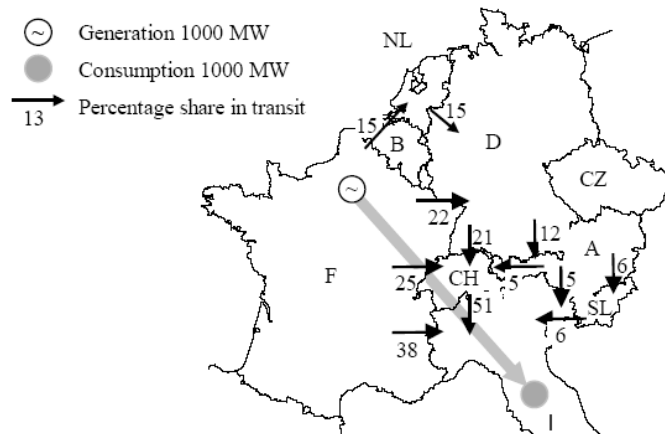 ~ Generation 1000 MW
Consumption 1000 MW
13 Percentage share in transit
NL
15
15
B
D
CZ
~
22
21
12
A
F
25
CH
5
5
6
SL
51
6
38
I